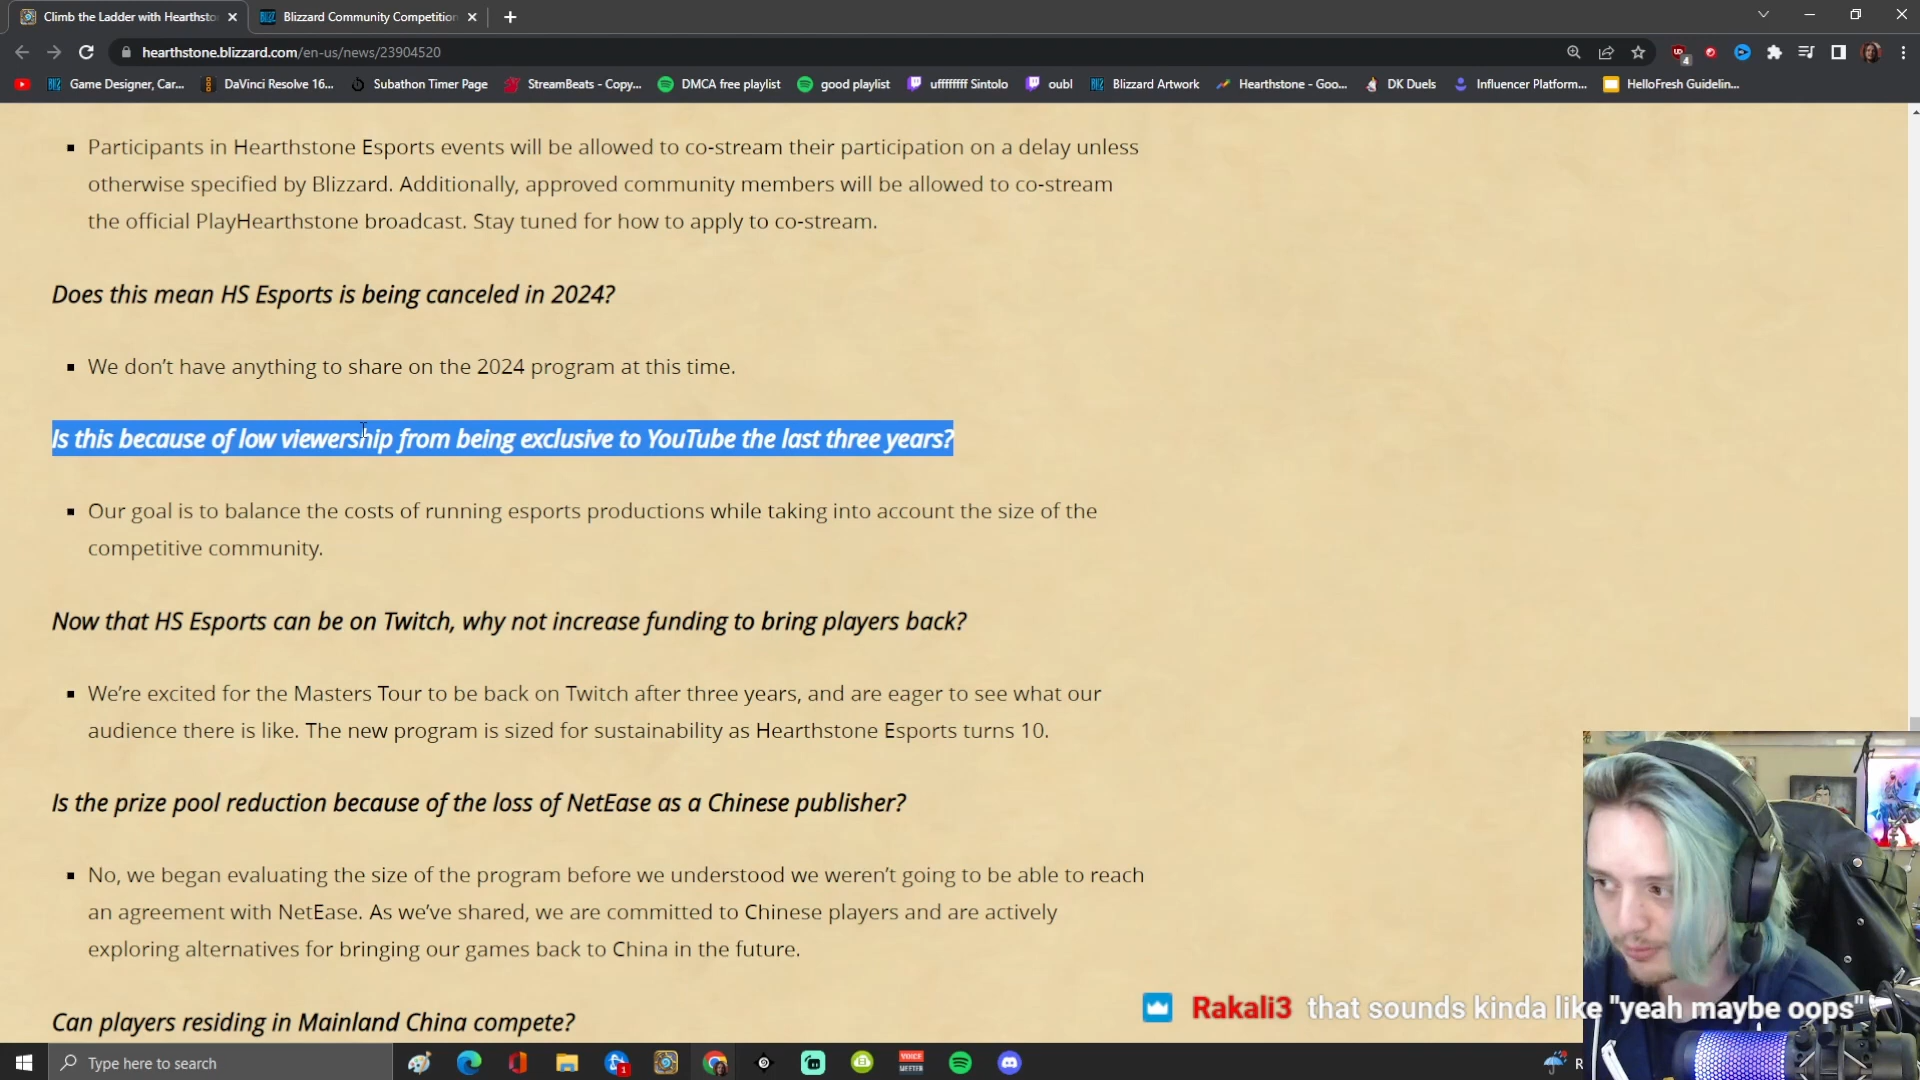 Climb the Ladder with Hearthsto
Blizzard Community Competition
hearthstone.blizzard.com/en-us/news/23904520
4
Game Designer, Car...
DaVinci Resolve 16...
Subathon Timer Page
StreamBeats - Copy...
DMCA free playlist
good playlist
uffffffff Sintolo
oubl
Blizzard Artwork
Hearthstone - Goo...
DK Duels
Influencer Platform...
HelloFresh Guidelin...
Participants in Hearthstone Esports events will be allowed to co-stream their participation on a delay unless
otherwise specified by Blizzard. Additionally, approved community members will be allowed to co-stream
the official PlayHearthstone broadcast. Stay tuned for how to apply to co-stream.
Does this mean HS Esports is being canceled in 2024?
We don't have anything to share on the 2024 program at this time.
Is this because of low viewership from being exclusive to YouTube the last three years?
Our goal is to balance the costs of running esports productions while taking into account the size of the
competitive community.
Now that HS Esports can be on Twitch, why not increase funding to bring players back?
We're excited for the Masters Tour to be back on Twitch after three years, and are eager to see what our
audience there is like. The new program is sized for sustainability as Hearthstone Esports turns 10.
Is the prize pool reduction because of the loss of NetEase as a Chinese publisher?
No, we began evaluating the size of the program before we understood we weren't going to be able to reach
an agreement with NetEase. As we've shared, we are committed to Chinese players and are actively
exploring alternatives for bringing our games back to China in the future.
Rakali3 that sounds kinda like "yeah maybe oops"
Can players residing in Mainland China compete?
Type here to search
1
VOICE
MEETER
R